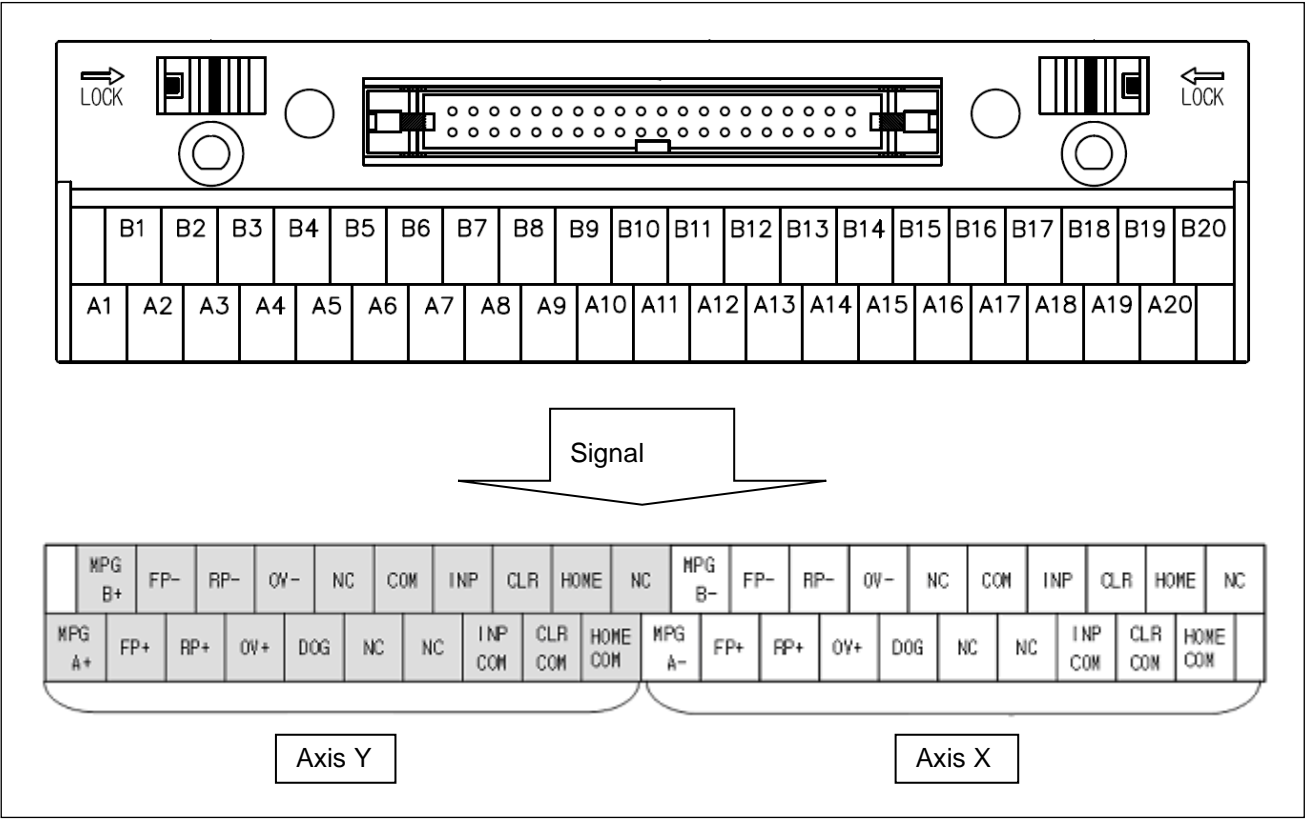 LOCK LOCK
B1 B2 B3 B4 B5 B6 B7 B8 B9 B10 B11 B12 B13 B14 B15 B16 B17 B18 B19 B20
A1 A2 A3 A4 A5 A6 A7 A8 A9 A10 A11 A12 A13 A14 A15 A16 A17 A18 A19 A20
Signal
MPG B+ FP- RP- OV- NC COM INP CLR HOME NC MPG B- FP- RP- OV- NC COM INP CLR HOME NC
MPG A+ FP+ RP+ OV+ DOG NC NC INP COM CLR COM HOME COM MPG A- FP+ RP+ OV+ DOG NC NC INP COM CLR COM HOME COM
Axis Y Axis X